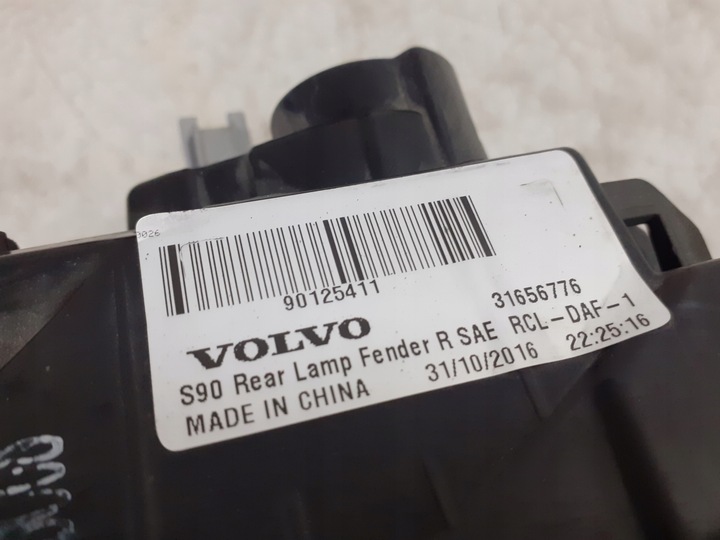 0026
90125411 31656776
VOLVO
S90 Rear Lamp Fender R SAE RCL-DAF-1
MADE IN CHINA 31/10/2016 22:25:16